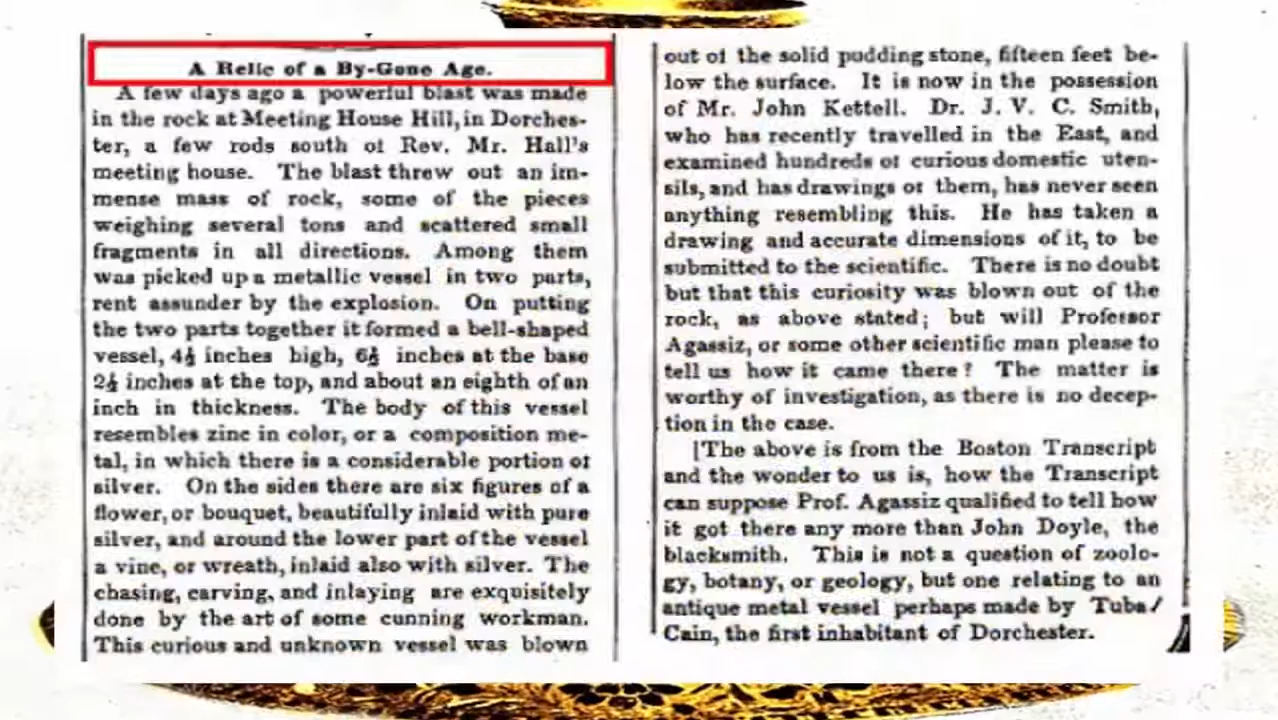 A Relic of a By-Gone Age.
A few days ago a powerful blast was made
in the rock at Meeting House Hill, in Dorches-
ter, a few rods south of Rev. Mr. Hall's
meeting house. The blast threw out an im-
mense mass of rock, some of the pieces
weighing several tons and scattered small
fragments in all directions. Among them
was picked up a metallic vessel in two parts,
rent assunder by the explosion. On putting
the two parts together it formed a bell-shaped
vessel, 4½ inches high, 6½ inches at the base
2½ inches at the top, and about an eighth of an
inch in thickness. The body of this vessel
resembles zinc in color, or a composition me-
tal, in which there is a considerable portion of
silver. On the sides there are six figures of a
flower, or bouquet, beautifully inlaid with pure
silver, and around the lower part of the vessel
a vine, or wreath, inlaid also with silver. The
chasing, carving, and inlaying are exquisitely
done by the art of some cunning workman.
This curious and unknown vessel was blown
out of the solid pudding stone, fifteen feet be-
low the surface. It is now in the possession
of Mr. John Kettell. Dr. J. V. C. Smith,
who has recently travelled in the East, and
examined hundreds of curious domestic uten-
sils, and has drawings of them, has never seen
anything resembling this. He has taken a
drawing and accurate dimensions of it, to be
submitted to the scientific. There is no doubt
but that this curiosity was blown out of the
rock, as above stated; but will Professor
Agassiz, or some other scientific man please to
tell us how it came there? The matter is
worthy of investigation, as there is no decep-
tion in the case.
[The above is from the Boston Transcript
and the wonder to us is, how the Transcript
can suppose Prof. Agassiz qualified to tell how
it got there any more than John Doyle, the
blacksmith. This is not a question of zoolo-
gy, botany, or geology, but one relating to an
antique metal vessel perhaps made by Tubal
Cain, the first inhabitant of Dorchester.